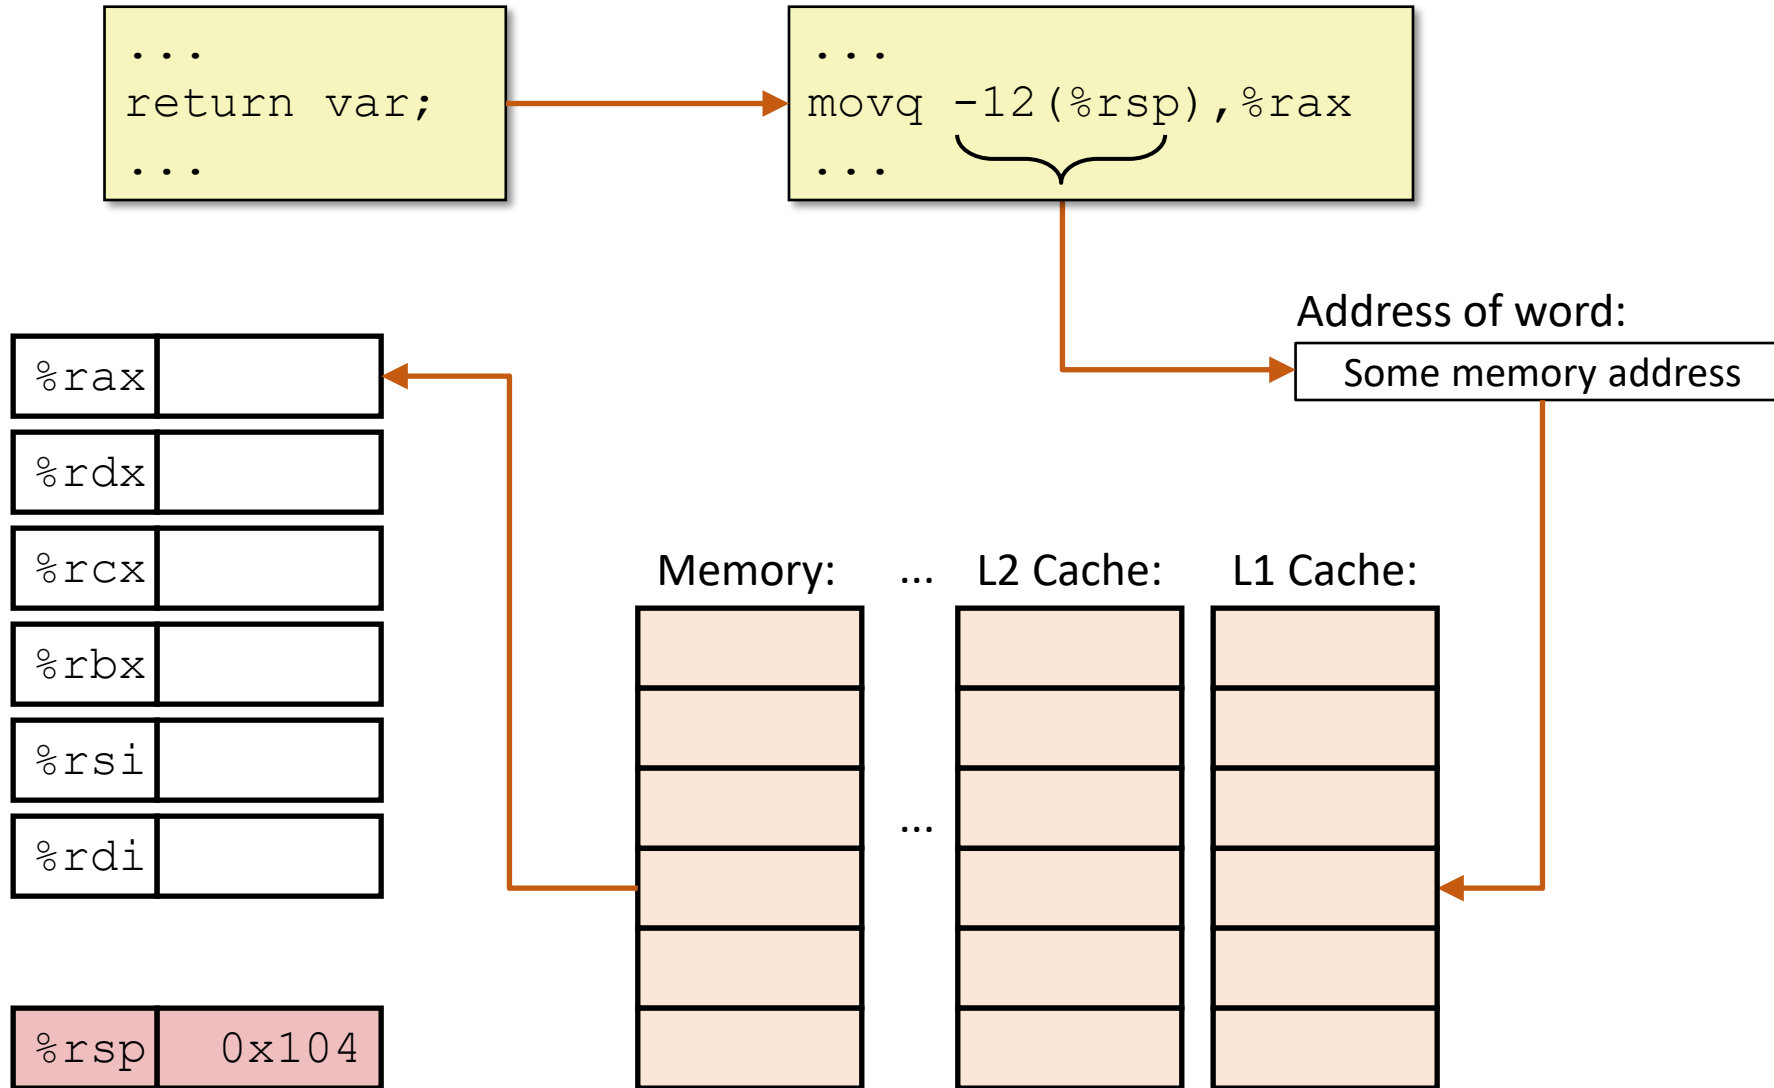 ...
return var;
...
...
movq -12(%rsp),%rax
...
Address of word:
Some memory address
%rax
%rdx
%rcx
%rbx
%rsi
%rdi
%rsp 0x104
Memory: ... L2 Cache: L1 Cache:
...